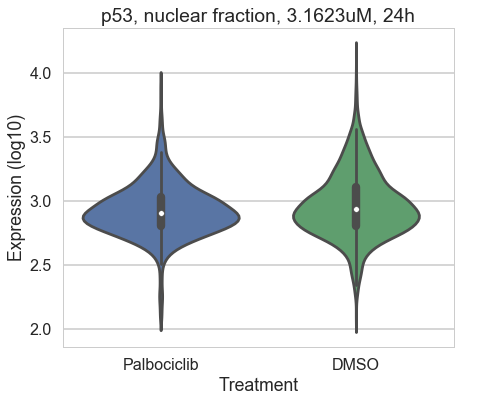 p53, nuclear fraction, 3.1623uM, 24h
Expression (log10)
4.0
3.5
3.0
2.5
2.0
Palbociclib DMSO
Treatment